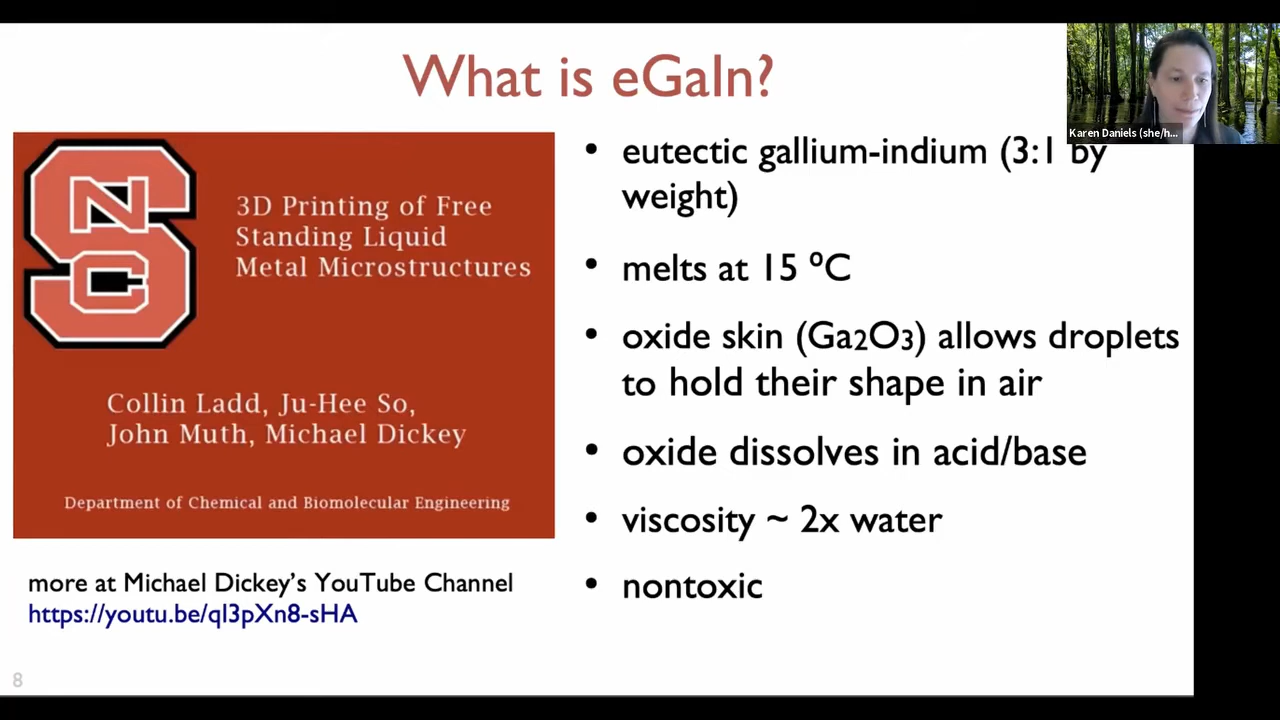 What is eGaIn?
Karen Daniels (she/h...
NC
S
3D Printing of Free
Standing Liquid
Metal Microstructures
Collin Ladd, Ju-Hee So,
John Muth, Michael Dickey
Department of Chemical and Biomolecular Engineering
more at Michael Dickey’s YouTube Channel
https://youtu.be/ql3pXn8-sHA
• eutectic gallium-indium (3:1 by
weight)
• melts at 15 ºC
• oxide skin (Ga2O3) allows droplets
to hold their shape in air
• oxide dissolves in acid/base
• viscosity ~ 2x water
• nontoxic
8